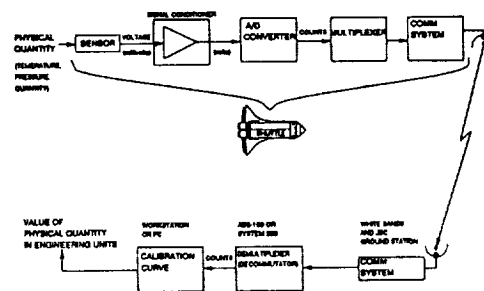 SIGNAL CONDITIONER
A/D
CONVERTER
MULTIPLEXER
COMM
SYSTEM
PHYSICAL
QUANTITY
SENSOR
VOLTAGE
COUNTS
(TEMPERATURE,
PRESSURE
QUANTITY)
SHUTTLE
VALUE OF
PHYSICAL QUANTITY
IN ENGINEERING UNITS
WORKSTATION
OR PC
CALIBRATION
CURVE
COUNTS
OR
SYSTEM
DEMULTIPLEXER
(DECOMMUTATOR)
WHITE SANDS
AND JSC
GROUND STATION
COMM
SYSTEM